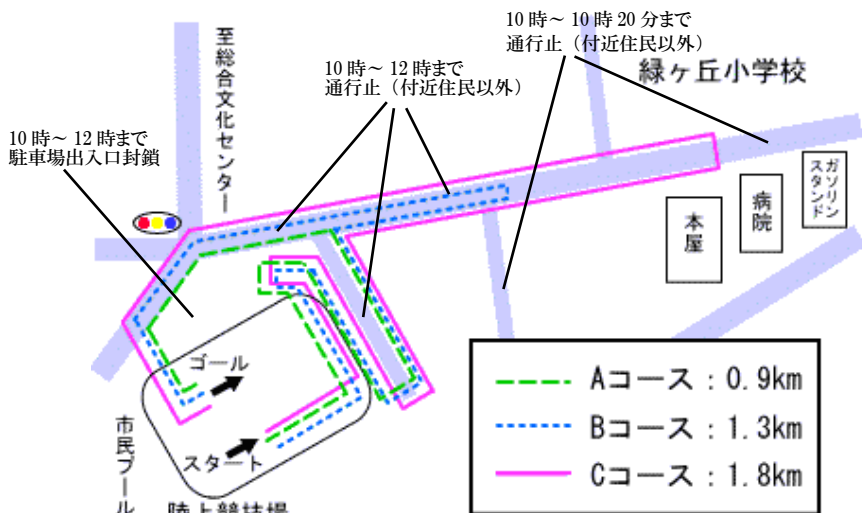 10時～10時20分まで
通行止（付近住民以外）
緑ヶ丘小学校
10時～12時まで
通行止（付近住民以外）
至総合文化センター
10時～12時まで
駐車場出入口封鎖
ガソリン
スタンド
病院
本屋
ゴール
スタート
市民プール
陸上競技場
Aコース：0.9km
Bコース：1.3km
Cコース：1.8km